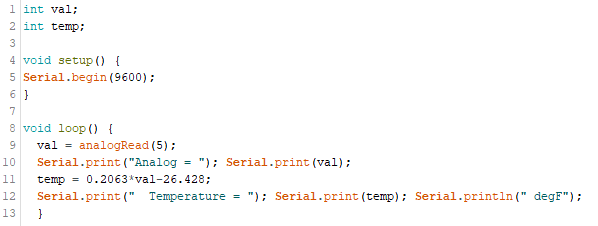 1 int val;
2 int temp;
3
4 void setup() {
5 Serial.begin(9600);
6 }
7
8 void loop() {
9   val = analogRead(5);
10   Serial.print("Analog = "); Serial.print(val);
11   temp = 0.2063*val-26.428;
12   Serial.print("  Temperature = "); Serial.print(temp); Serial.println(" degF");
13   }